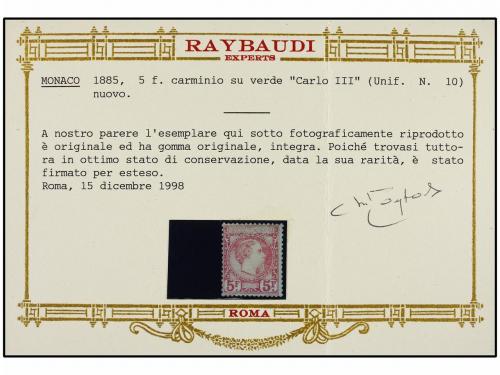 RAYBAUDI
EXPERTS
MONACO 1885, 5 f. carminio su verde "Carlo III" (Unif. N. 10)
nuovo.
A nostro parere l'esemplare qui sotto fotograficamente riprodotto
è originale ed ha gomma originale, integra. Poiché trovasi tutto-
ra in ottimo stato di conservazione, data la sua rarità, è stato
firmato per esteso.
Roma, 15 dicembre 1998
5F 5F
ROMA